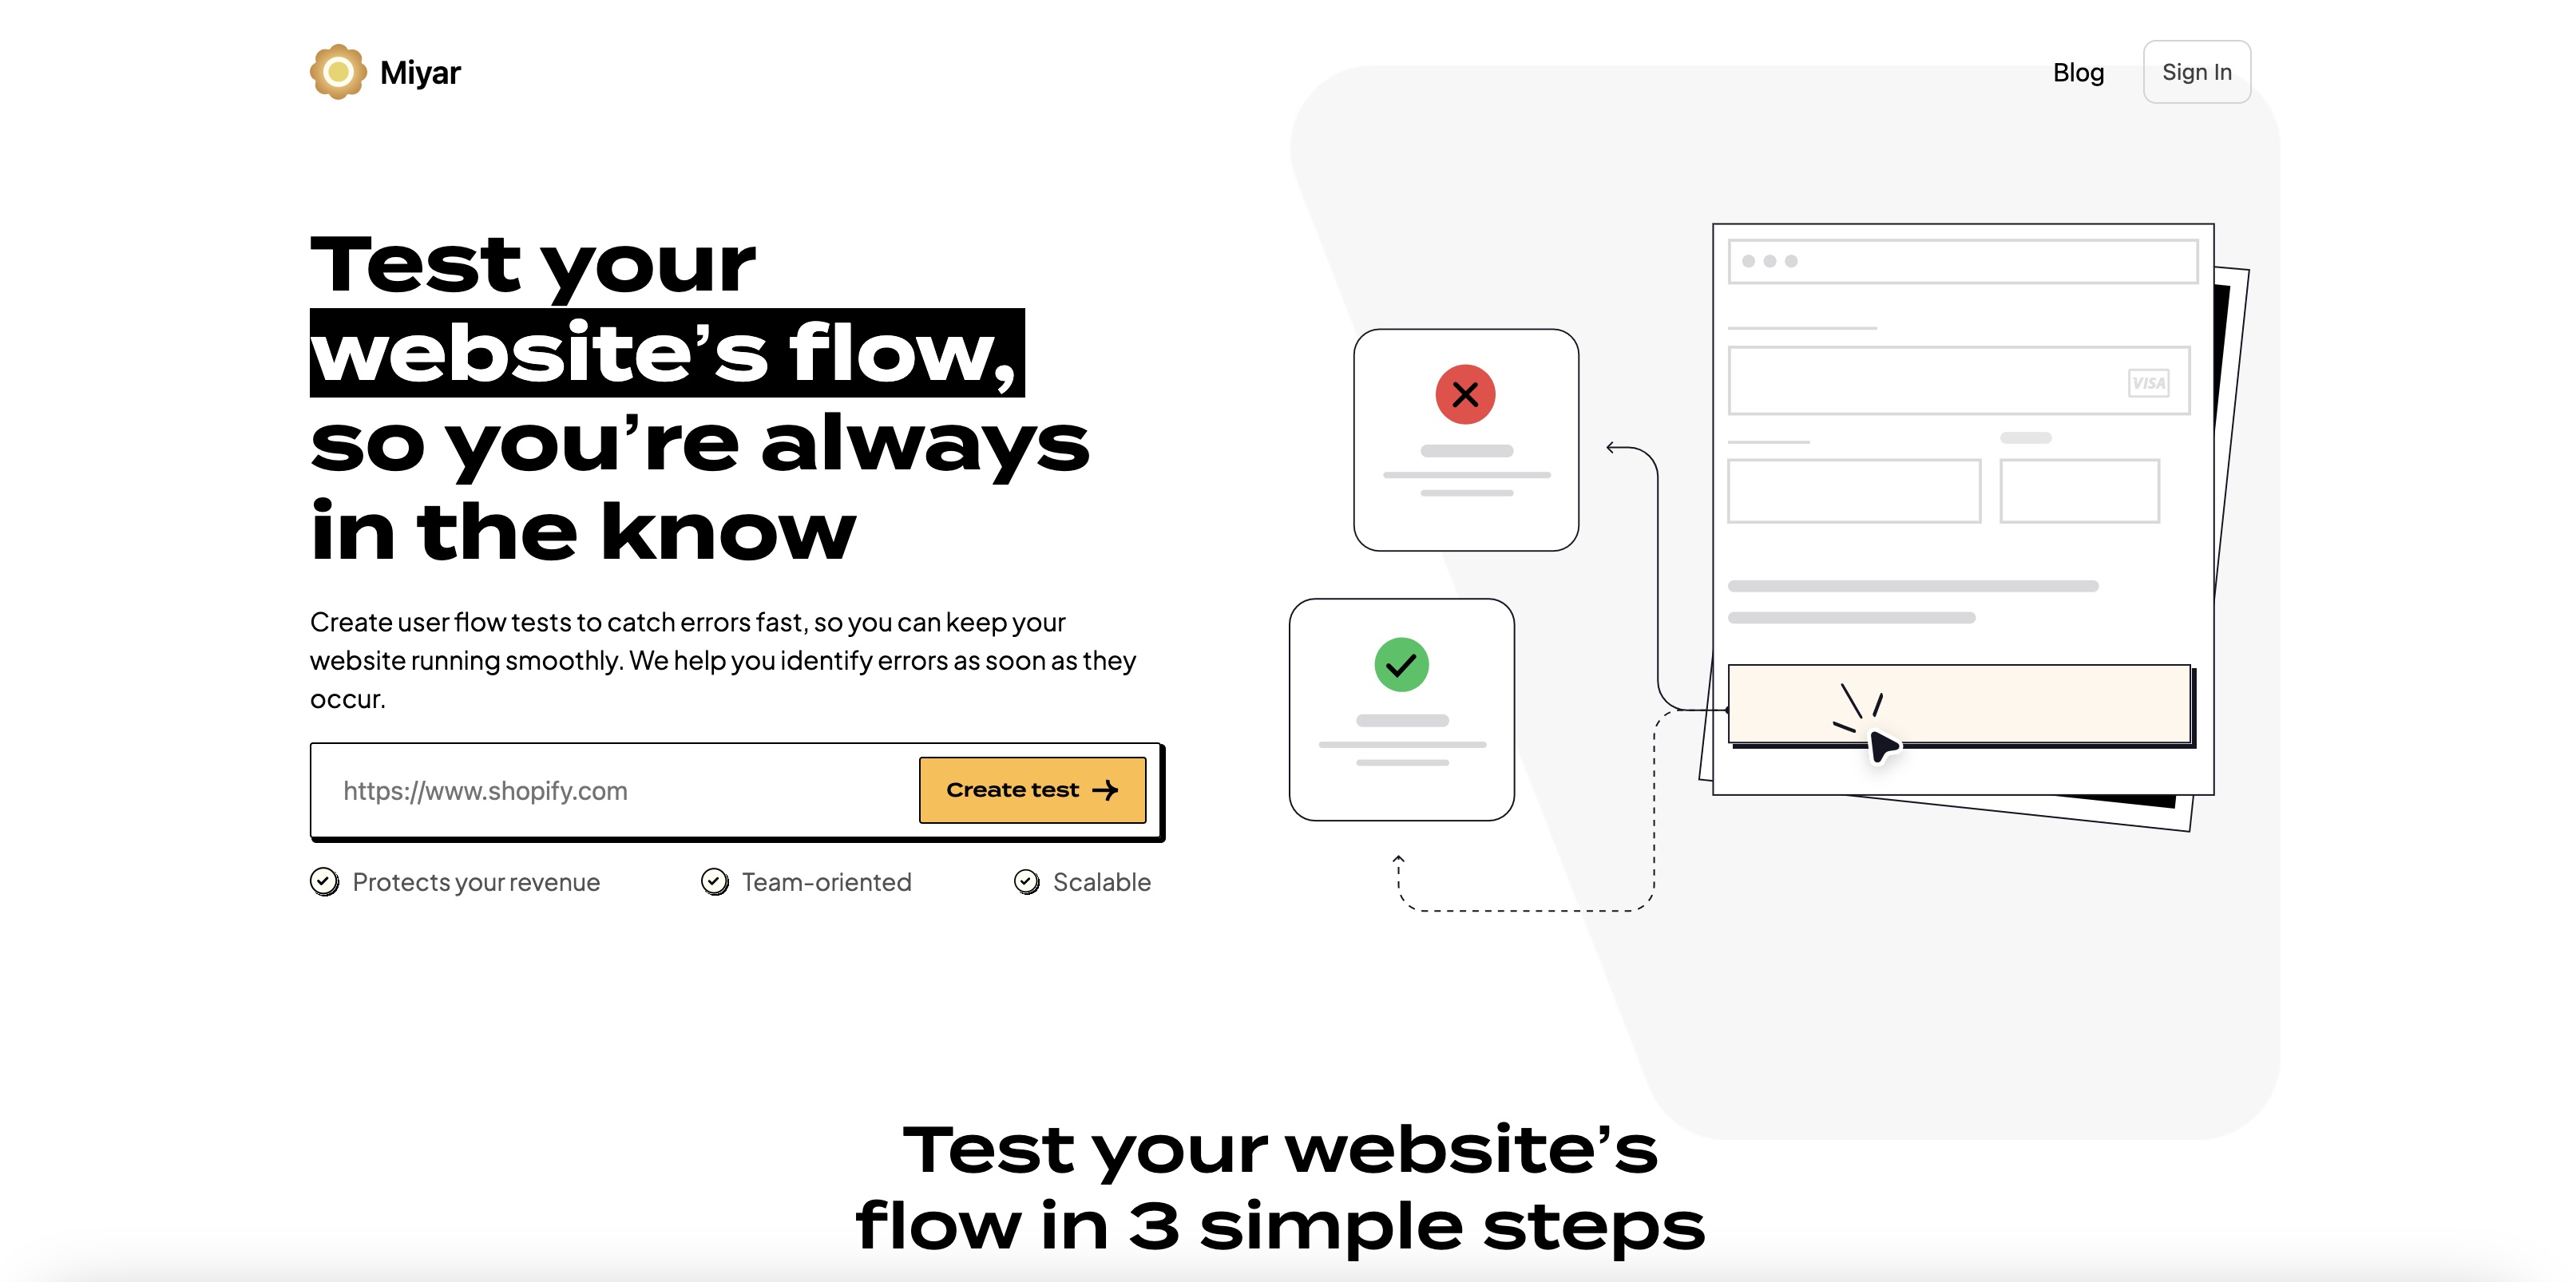 Miyar
Blog
Sign In
Test your
website’s flow,
so you’re always
in the know
Create user flow tests to catch errors fast, so you can keep your
website running smoothly. We help you identify errors as soon as they
occur.
https://www.shopify.com
Create test
Protects your revenue
Team-oriented
Scalable
VISA
Test your website’s
flow in 3 simple steps